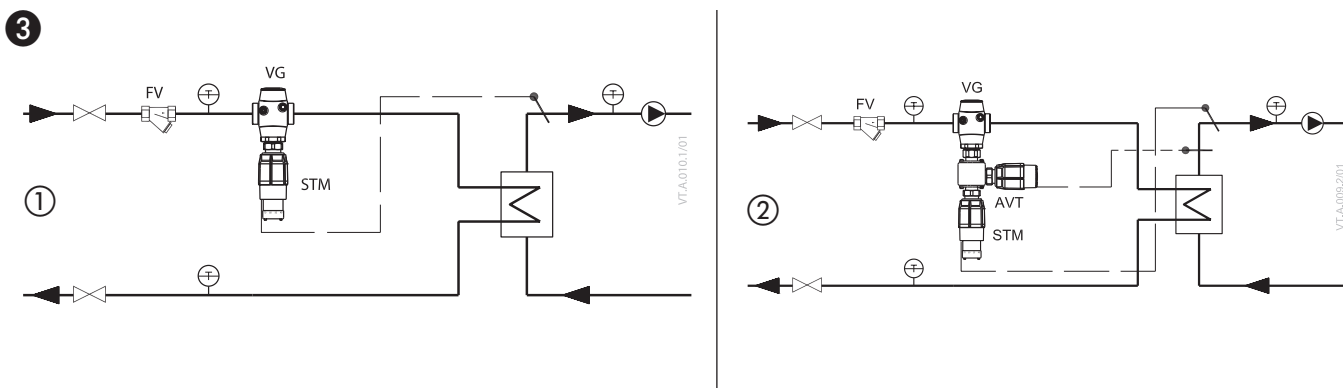 3
VG
FV
T
T
STM
1
T
VT.A.010.1/01
VG
FV
T
T
AVT
STM
2
T
VT.A.009.2/01